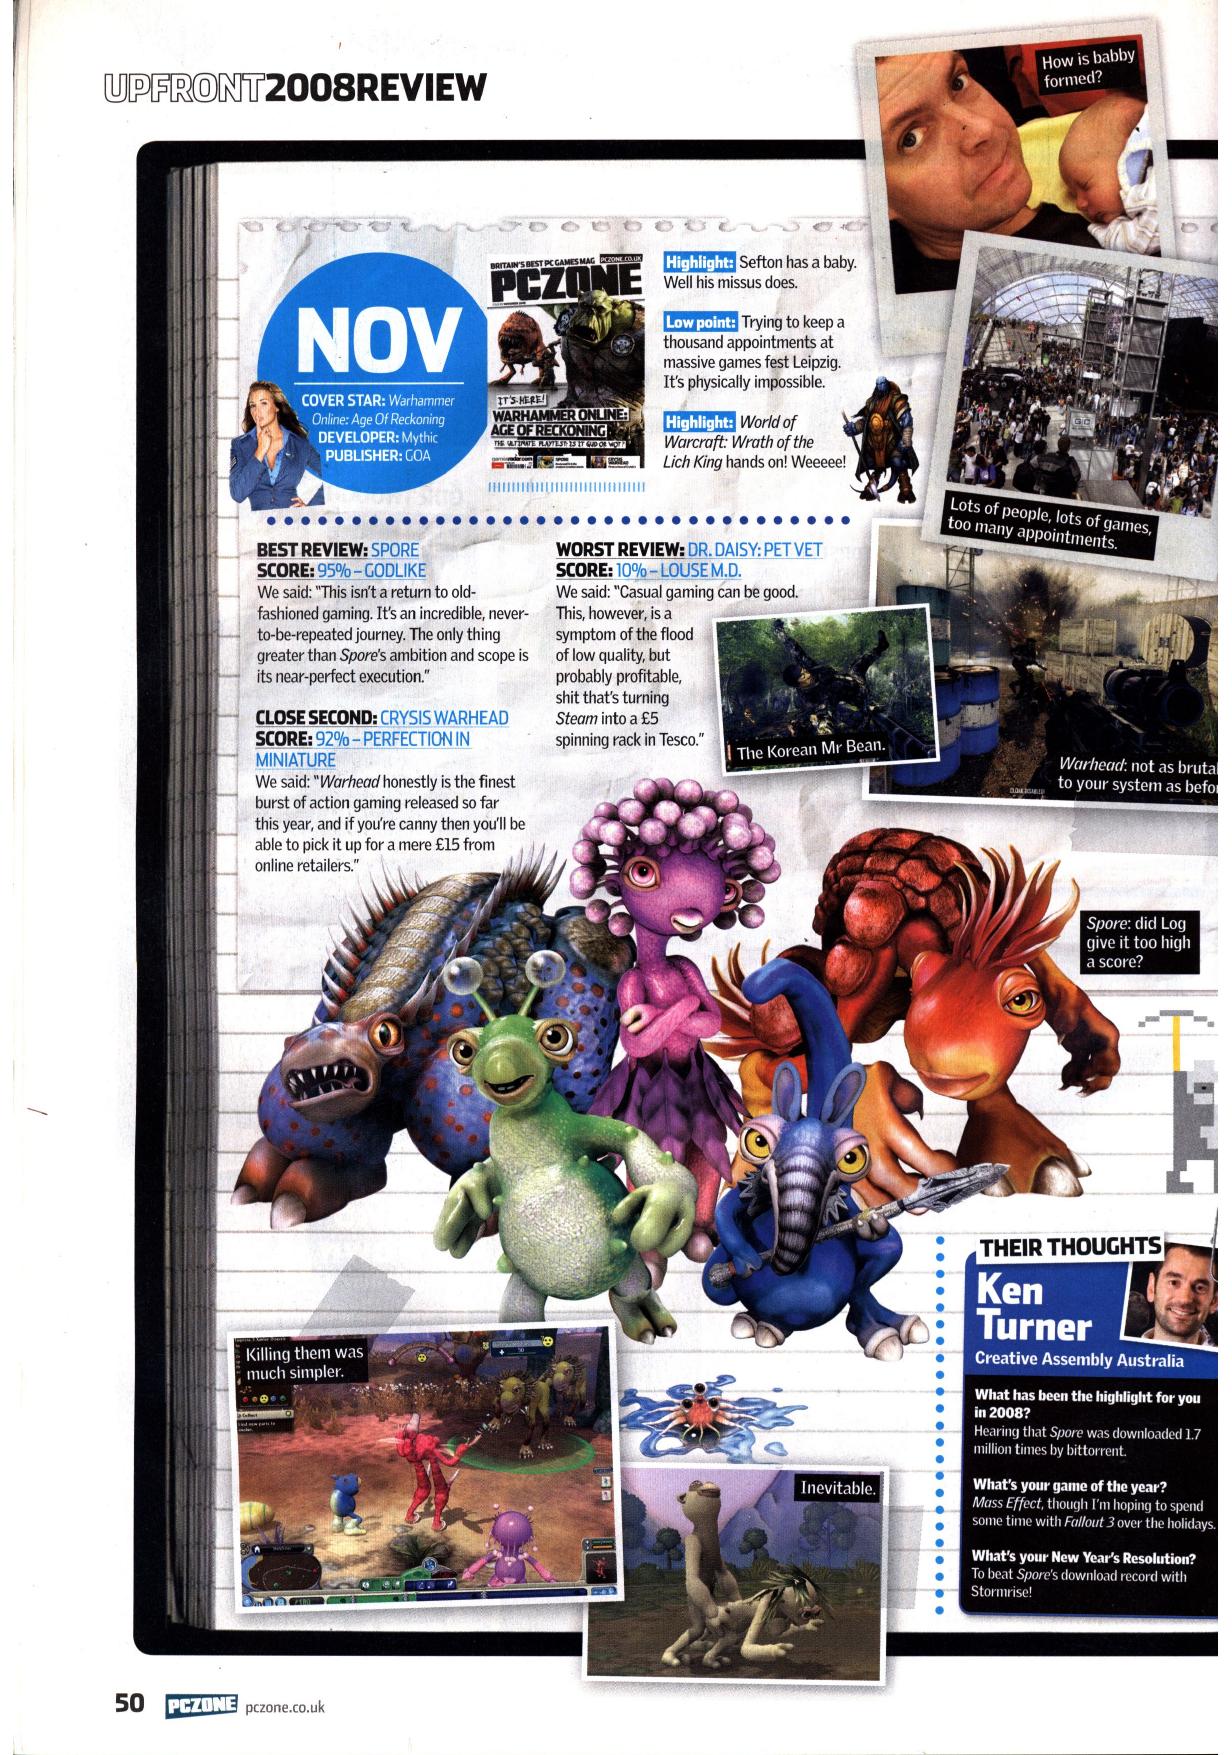 UPFRONT2008REVIEW
How is babby
formed?
NOV
COVER STAR: Warhammer
Online: Age Of Reckoning
DEVELOPER: Mythic
PUBLISHER: GOA
BRITAIN'S BEST PC GAMES MAG
PCZONE.CO.UK
PCZONE
IT'S HERE!
WARHAMMER ONLINE:
AGE OF RECKONING
THE ULTIMATE PLAYTEST: IS IT GUD OR WOT?
Highlight: Sefton has a baby.
Well his missus does.
Low point: Trying to keep a
thousand appointments at
massive games fest Leipzig.
It's physically impossible.
Highlight: World of
Warcraft: Wrath of the
Lich King hands on! Weeeee!
GC
Lots of people, lots of games,
too many appointments.
BEST REVIEW: SPORE
SCORE: 95% – GODLIKE
We said: "This isn't a return to old-
fashioned gaming. It's an incredible, never-
to-be-repeated journey. The only thing
greater than Spore's ambition and scope is
its near-perfect execution."
CLOSE SECOND: CRYSIS WARHEAD
SCORE: 92% – PERFECTION IN
MINIATURE
We said: "Warhead honestly is the finest
burst of action gaming released so far
this year, and if you're canny then you'll be
able to pick it up for a mere £15 from
online retailers."
WORST REVIEW: DR. DAISY: PET VET
SCORE: 10% – LOUSE M.D.
We said: "Casual gaming can be good.
This, however, is a
symptom of the flood
of low quality, but
probably profitable,
shit that's turning
Steam into a £5
spinning rack in Tesco."
The Korean Mr Bean.
Warhead: not as brutal
to your system as befor
Spore: did Log
give it too high
a score?
THEIR THOUGHTS
Ken
Turner
Creative Assembly Australia
What has been the highlight for you
in 2008?
Hearing that Spore was downloaded 1.7
million times by bittorrent.
What's your game of the year?
Mass Effect, though I'm hoping to spend
some time with Fallout 3 over the holidays.
What's your New Year's Resolution?
To beat Spore's download record with
Stormrise!
Killing them was
much simpler.
Inevitable.
50 PCZONE pczone.co.uk